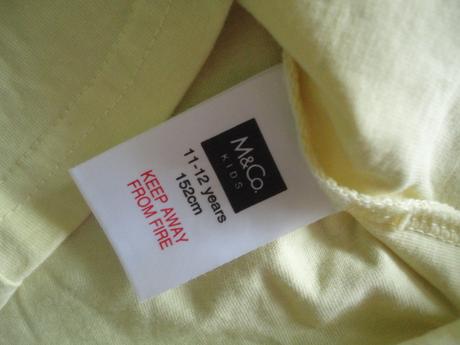 M&Co.
KIDS
11-12 years
152cm
KEEP AWAY
FROM FIRE